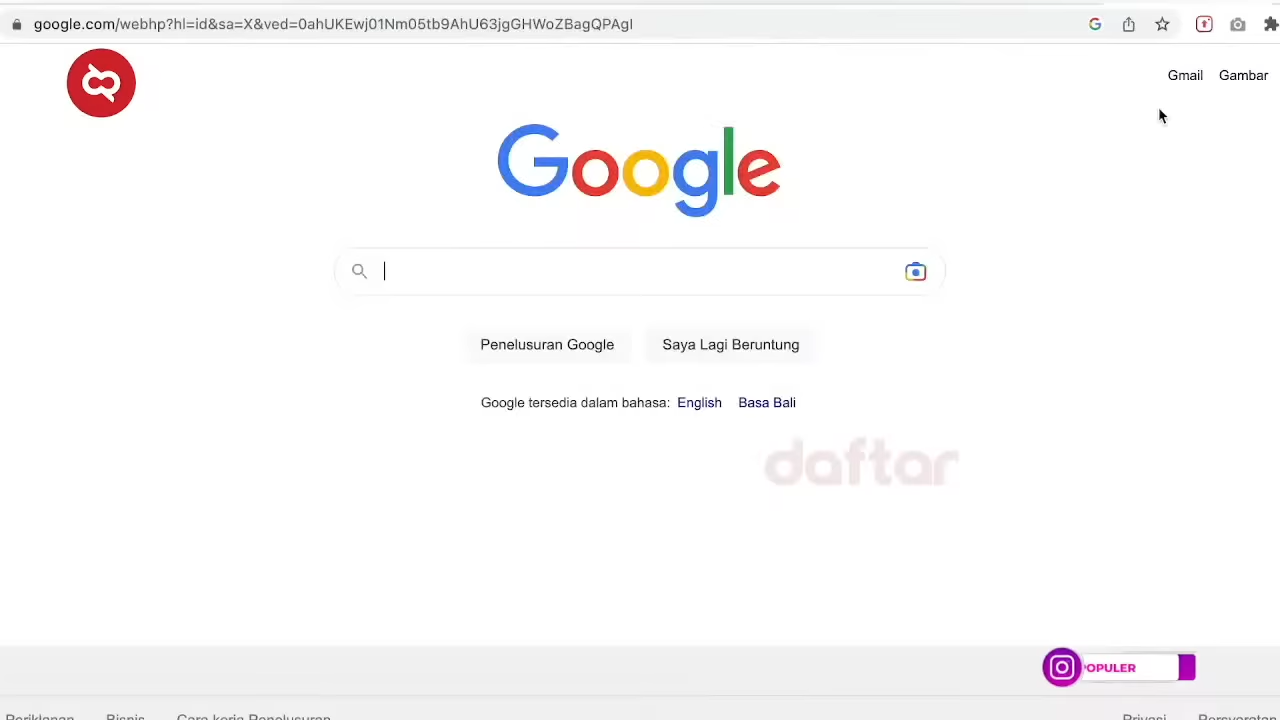 google.com/webhp?hl=id&sa=X&ved=0ahUKEwj01Nm05tb9AhU63jgGHWoZBagQPAgI
Gmail Gambar
Google
Penelusuran Google Saya Lagi Beruntung
Google tersedia dalam bahasa: English Basa Bali
daftar
OPULER
Periklanan Bisnis Cara kerja Penelusuran Privasi Persyaratan